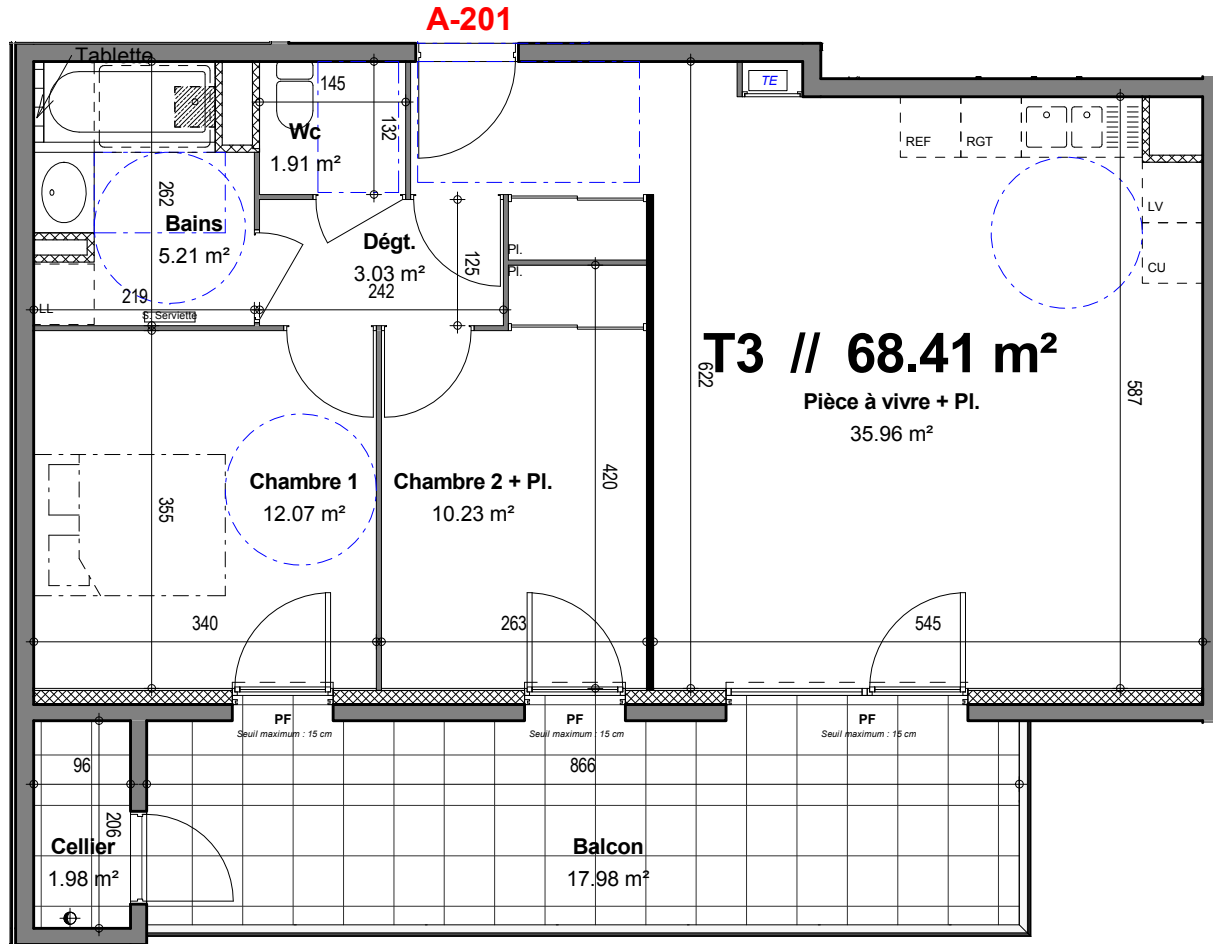 A-201
Tablette
TE
145
132
Wc
1.91 m²
REF
RGT
262
Bains
5.21 m²
LV
CU
Dégt.
3.03 m²
125
Pl.
Pl.
LL
219
S. Serviette
242
T3 // 68.41 m²
622
587
Pièce à vivre + Pl.
35.96 m²
Chambre 1
12.07 m²
Chambre 2 + Pl.
10.23 m²
420
355
340
263
545
PF
Seuil maximum : 15 cm
PF
Seuil maximum : 15 cm
PF
Seuil maximum : 15 cm
96
866
206
Cellier
1.98 m²
Balcon
17.98 m²